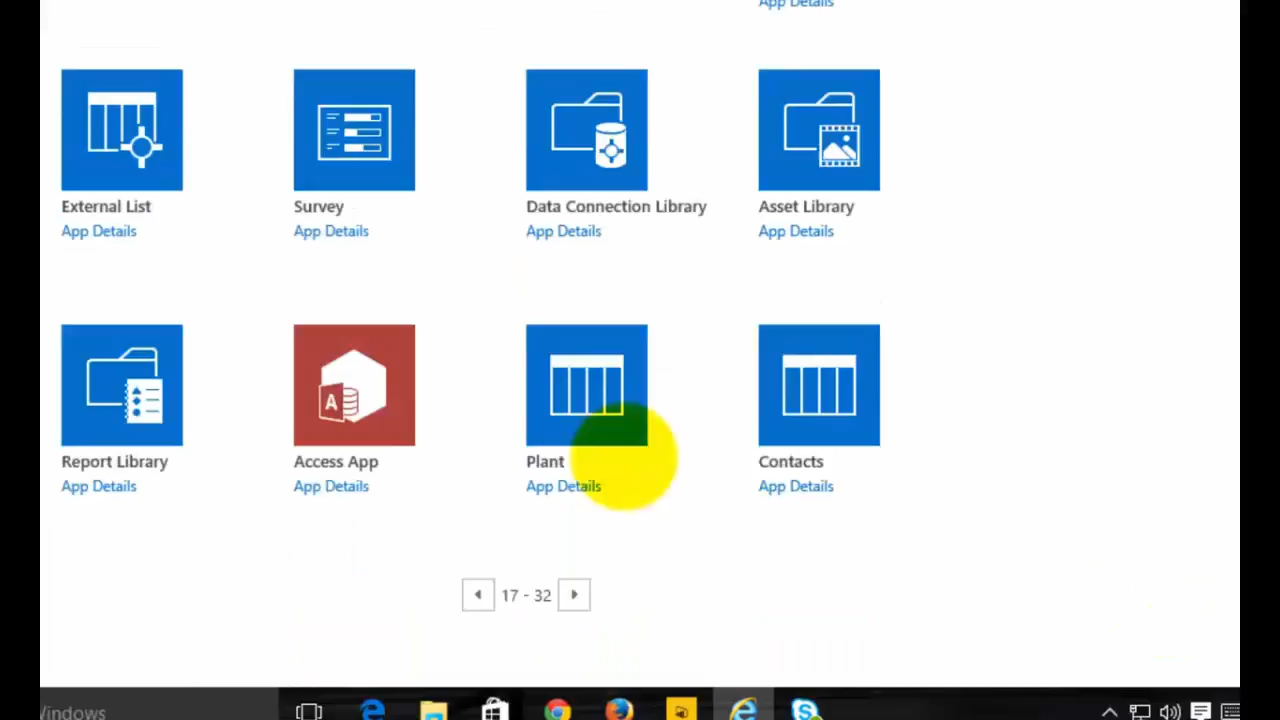 App Details
External List
Survey
Data Connection Library
Asset Library
App Details
App Details
App Details
App Details
A
Report Library
Access App
Plant
Contacts
App Details
App Details
App Details
App Details
17 - 32
Windows